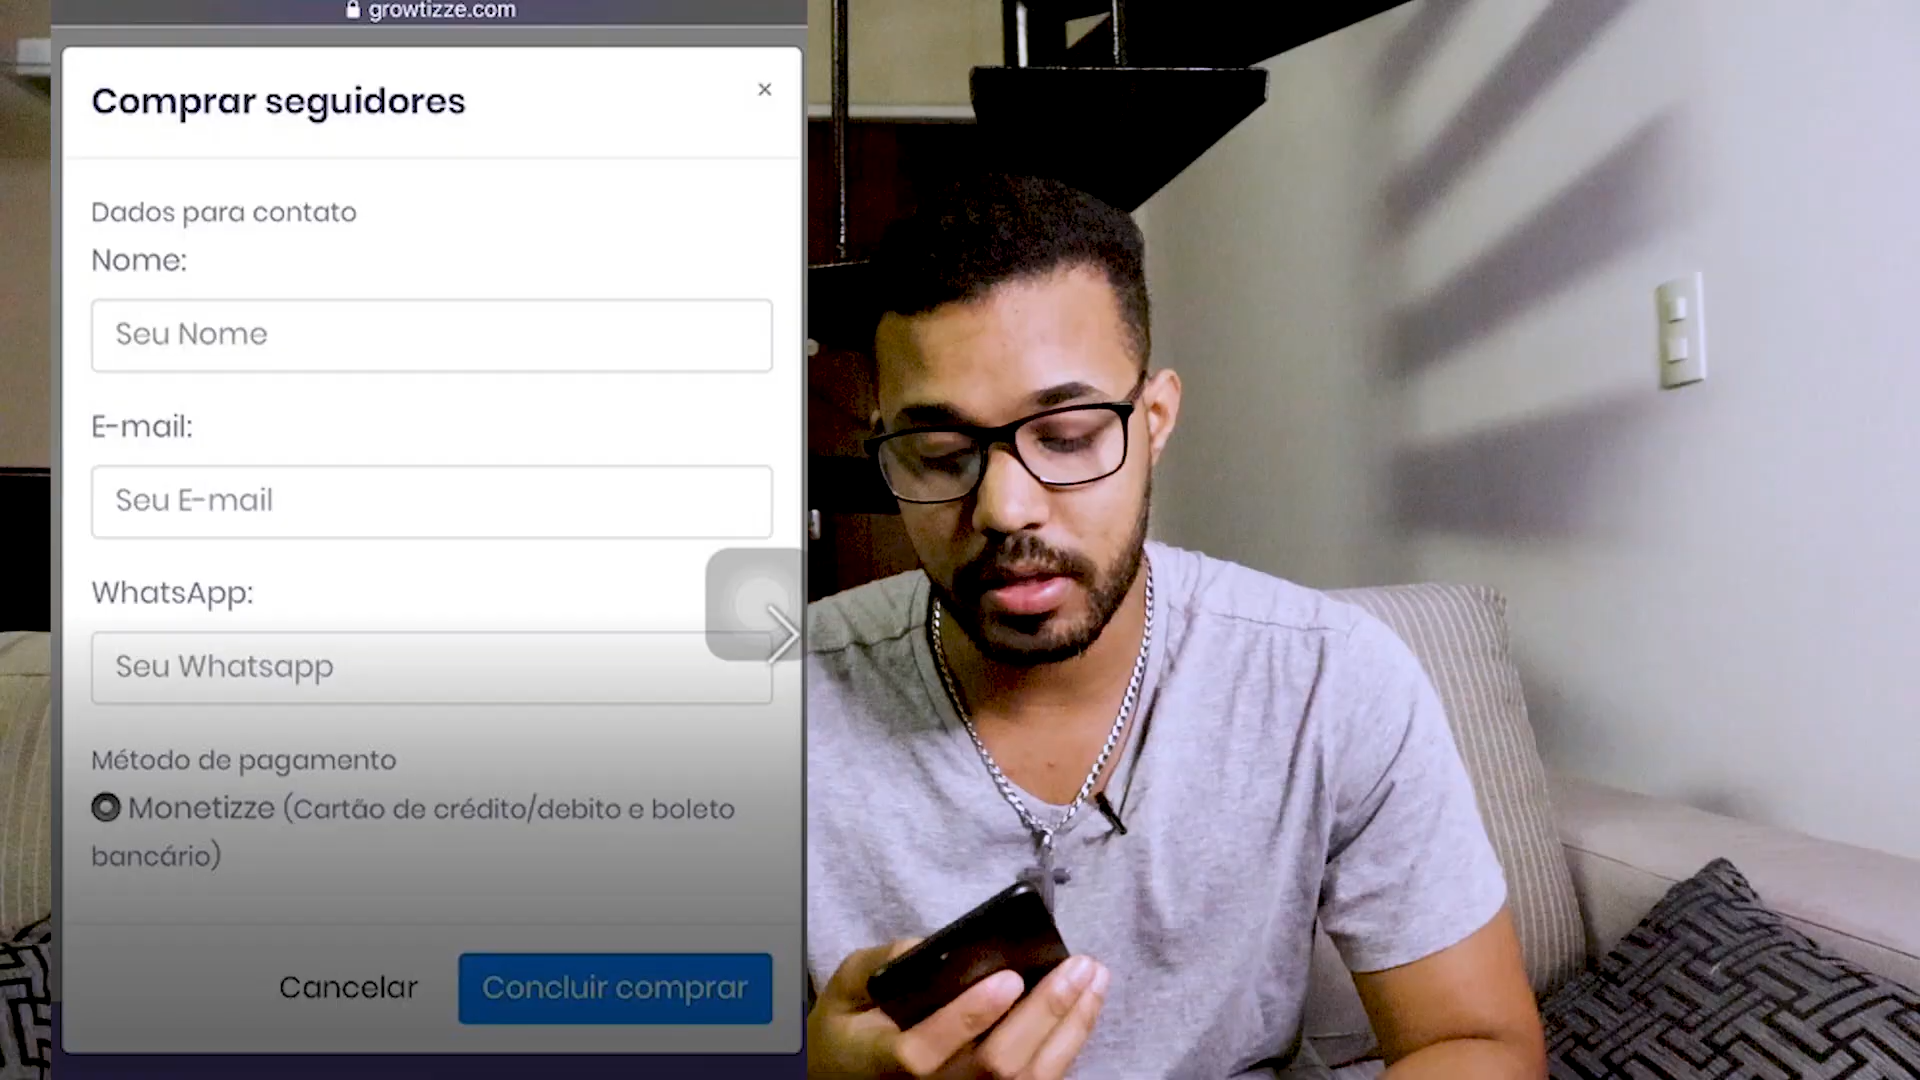 growtizze.com
Comprar seguidores
×
Dados para contato
Nome:
Seu Nome
E-mail:
Seu E-mail
WhatsApp:
Seu Whatsapp
Método de pagamento
Monetizze (Cartão de crédito/debito e boleto
bancário)
Cancelar
Concluir comprar